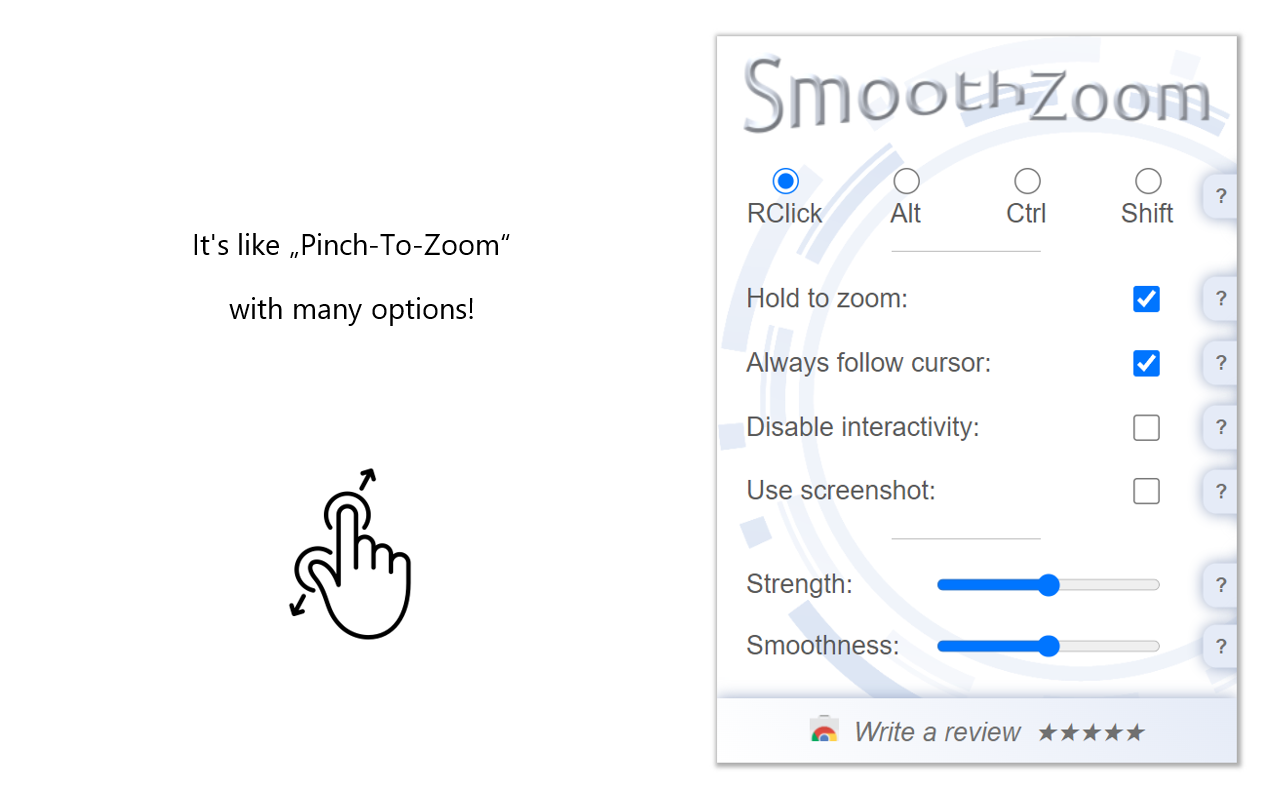 It's like „Pinch-To-Zoom“
with many options!
SmoothZoom
RClick Alt Ctrl Shift ?
Hold to zoom: ?
Always follow cursor: ?
Disable interactivity: ?
Use screenshot: ?
Strength: ?
Smoothness: ?
Write a review ★★★★★